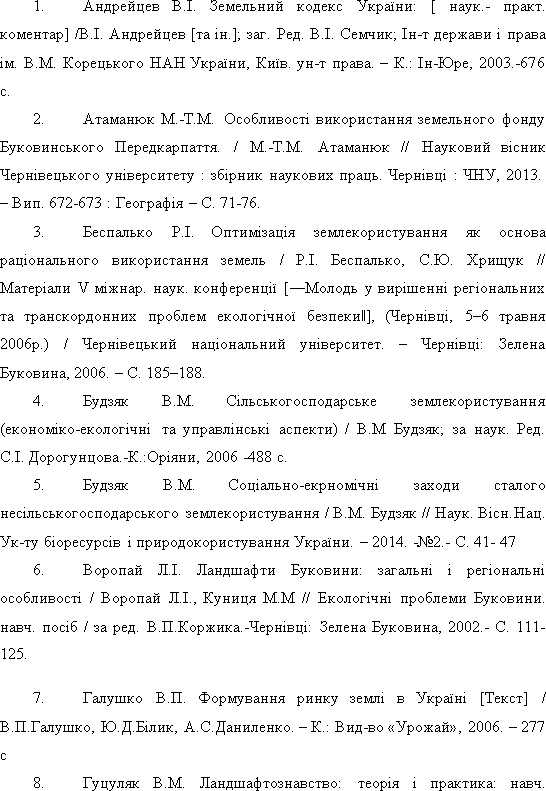 1. Андрейцев В.І. Земельний кодекс України: [ наук.- практ.
коментар] /В.І. Андрейцев [та ін.]; заг. Ред. В.І. Семчик; Ін-т держави і права
ім. В.М. Корецького НАН України, Київ. ун-т права. – К.: Ін-Юре, 2003.-676
с.
2. Атаманюк М.-Т.М. Особливості використання земельного фонду
Буковинського Передкарпаття. / М.-Т.М. Атаманюк // Науковий вісник
Чернівецького університету : збірник наукових праць. Чернівці : ЧНУ, 2013.
– Вип. 672-673 : Географія – С. 71-76.
3. Беспалько Р.І. Оптимізація землекористування як основа
раціонального використання земель / Р.І. Беспалько, С.Ю. Хрищук //
Матеріали V міжнар. наук. конференції [―Молодь у вирішенні регіональних
та транскордонних проблем екологічної безпеки‖], (Чернівці, 5–6 травня
2006р.) / Чернівецький національний університет. – Чернівці: Зелена
Буковина, 2006. – С. 185–188.
4. Будзяк В.М. Сільськогосподарське землекористування
(економіко-екологічні та управлінські аспекти) / В.М Будзяк; за наук. Ред.
С.І. Дорогунцова.-К.:Оріяни, 2006 -488 с.
5. Будзяк В.М. Соціально-екрномічні заходи сталого
несільськогосподарського землекористування / В.М. Будзяк // Наук. Вісн.Нац.
Ук-ту біоресурсів і природокористування України. – 2014. -№2.- С. 41- 47
6. Воропай Л.І. Ландшафти Буковини: загальні і регіональні
особливості / Воропай Л.І., Куниця М.М // Екологічні проблеми Буковини.
навч. посіб / за ред. В.П.Коржика.-Чернівці: Зелена Буковина, 2002.- С. 111-
125.
7. Галушко В.П. Формування ринку землі в Україні [Текст] /
В.П.Галушко, Ю.Д.Білик, А.С.Даниленко. – К.: Вид-во «Урожай», 2006. – 277
с
8. Гуцуляк В.М. Ландшафтознавство: теорія і практика: навч.